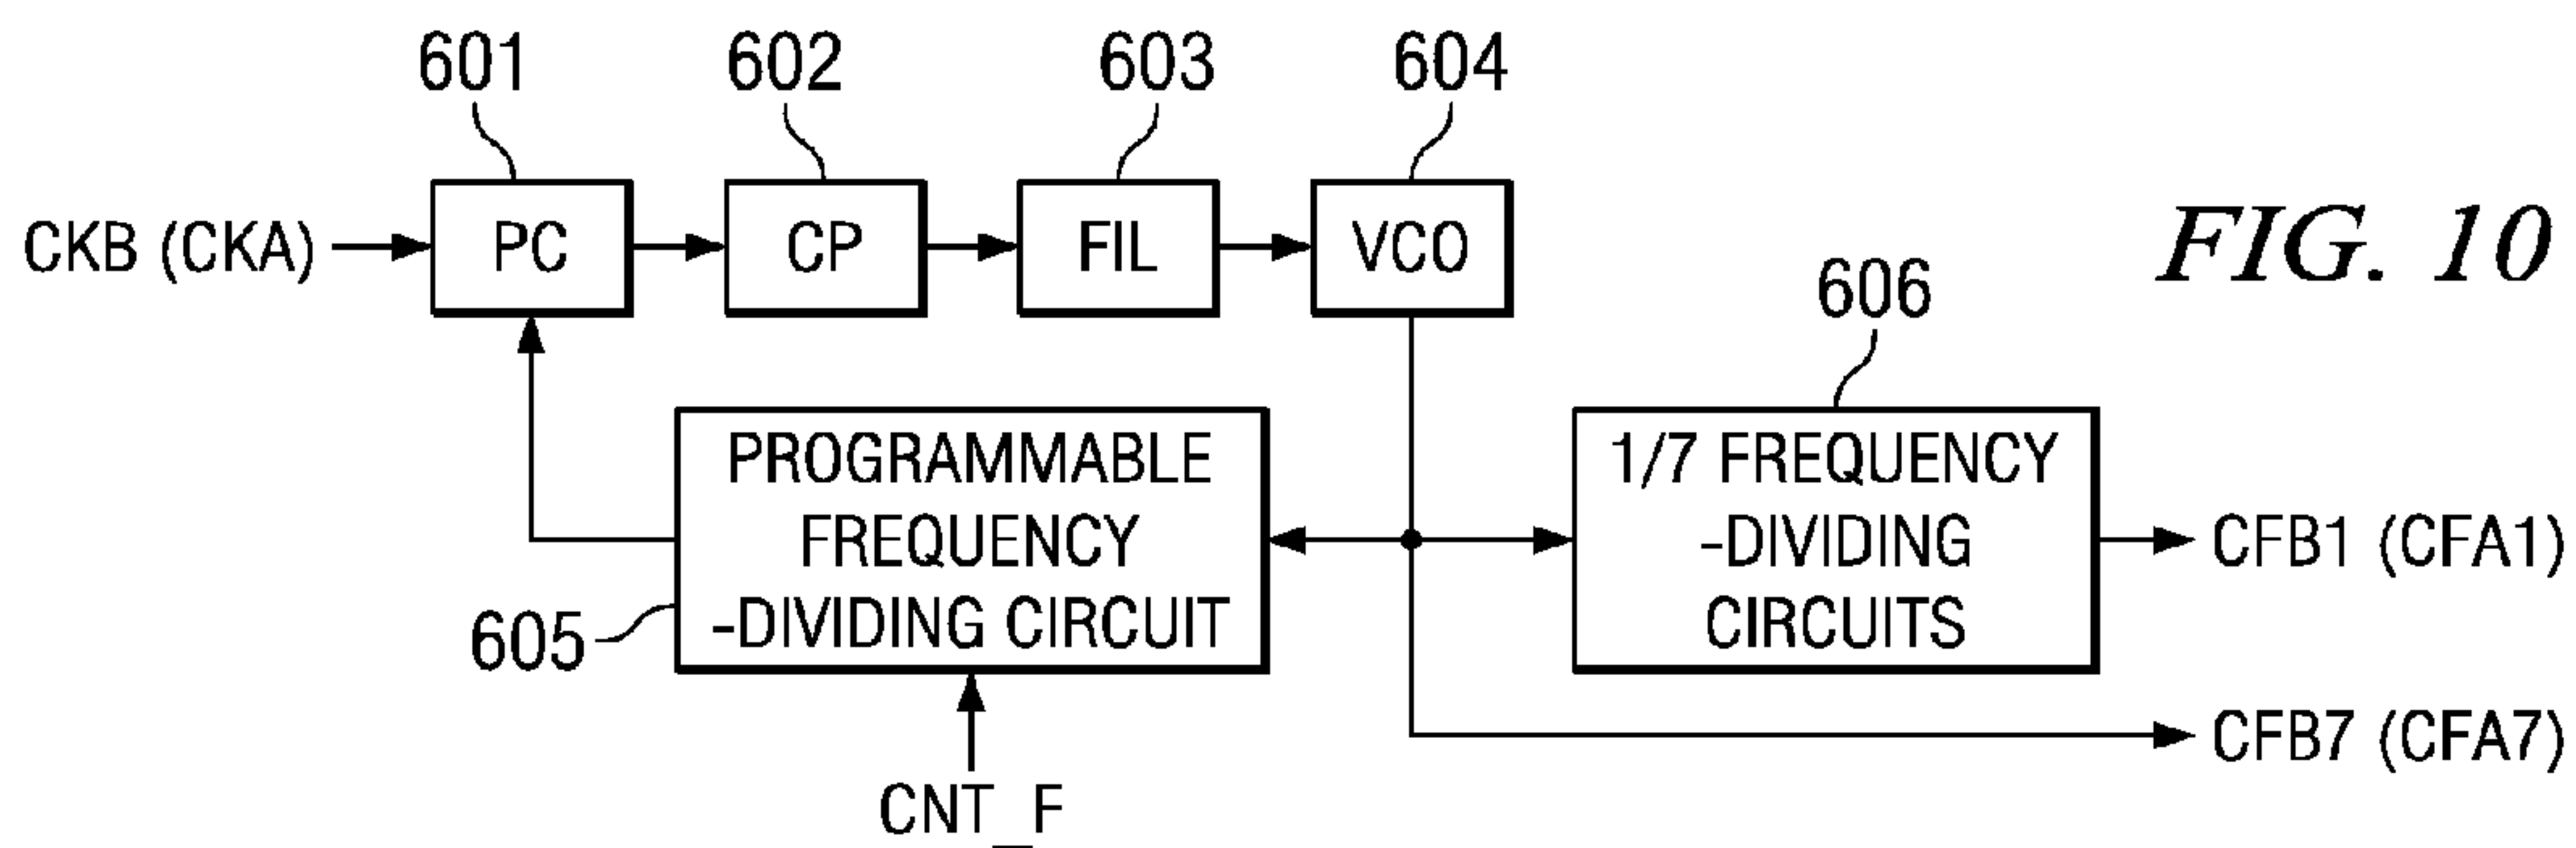 601
602
603
604
CKB (CKA)
PC
CP
FIL
VCO
FIG. 10
606
PROGRAMMABLE
FREQUENCY
-DIVIDING CIRCUIT
605
1/7 FREQUENCY
-DIVIDING
CIRCUITS
CFB1 (CFA1)
CFB7 (CFA7)
CNT_F